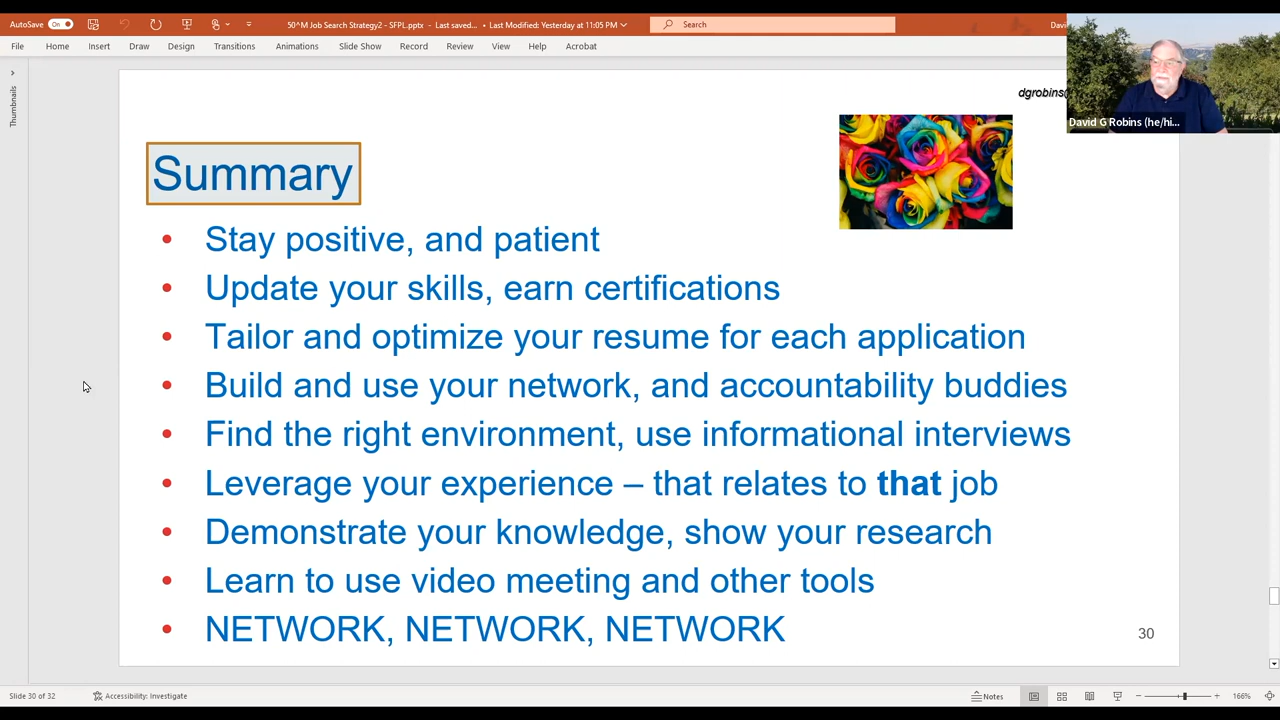 AutoSave On 50^M Job Search Strategy2 - SFPL.pptx - Last saved... • Last Modified: Yesterday at 11:05 PM Search Davi
File Home Insert Draw Design Transitions Animations Slide Show Record Review View Help Acrobat
Thumbnails
dgrobins@
David G Robins (he/hi...
Summary
• Stay positive, and patient
• Update your skills, earn certifications
• Tailor and optimize your resume for each application
• Build and use your network, and accountability buddies
• Find the right environment, use informational interviews
• Leverage your experience – that relates to that job
• Demonstrate your knowledge, show your research
• Learn to use video meeting and other tools
• NETWORK, NETWORK, NETWORK
30
Slide 30 of 32 Accessibility: Investigate Notes 166%